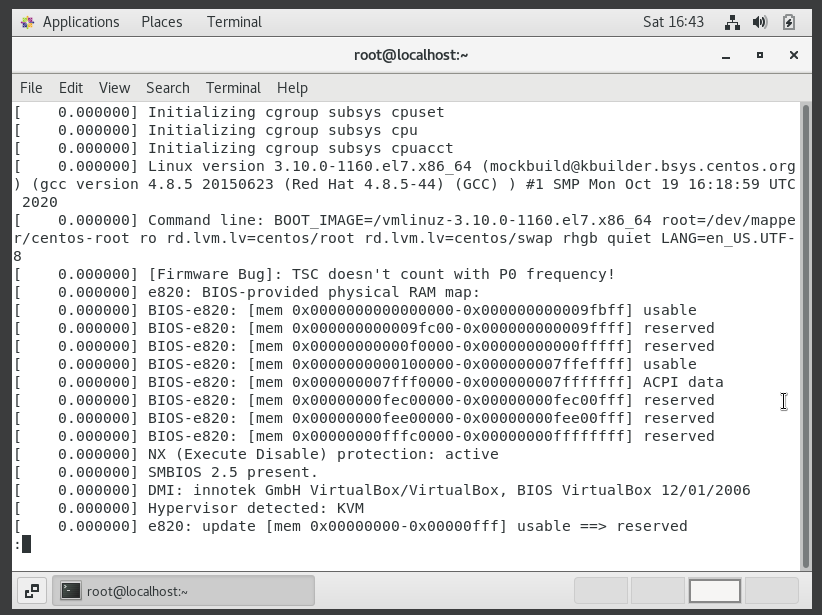 Applications Places Terminal Sat 16:43
root@localhost:~
File Edit View Search Terminal Help
[    0.000000] Initializing cgroup subsys cpuset
[    0.000000] Initializing cgroup subsys cpu
[    0.000000] Initializing cgroup subsys cpuacct
[    0.000000] Linux version 3.10.0-1160.el7.x86_64 (mockbuild@kbuilder.bsys.centos.org
) (gcc version 4.8.5 20150623 (Red Hat 4.8.5-44) (GCC) ) #1 SMP Mon Oct 19 16:18:59 UTC
 2020
[    0.000000] Command line: BOOT_IMAGE=/vmlinuz-3.10.0-1160.el7.x86_64 root=/dev/mappe
r/centos-root ro rd.lvm.lv=centos/root rd.lvm.lv=centos/swap rhgb quiet LANG=en_US.UTF-
8
[    0.000000] [Firmware Bug]: TSC doesn't count with P0 frequency!
[    0.000000] e820: BIOS-provided physical RAM map:
[    0.000000] BIOS-e820: [mem 0x0000000000000000-0x000000000009fbff] usable
[    0.000000] BIOS-e820: [mem 0x000000000009fc00-0x000000000009ffff] reserved
[    0.000000] BIOS-e820: [mem 0x00000000000f0000-0x00000000000fffff] reserved
[    0.000000] BIOS-e820: [mem 0x0000000000100000-0x000000007ffeffff] usable
[    0.000000] BIOS-e820: [mem 0x000000007fff0000-0x000000007fffffff] ACPI data
[    0.000000] BIOS-e820: [mem 0x00000000fec00000-0x00000000fec00fff] reserved
[    0.000000] BIOS-e820: [mem 0x00000000fee00000-0x00000000fee00fff] reserved
[    0.000000] BIOS-e820: [mem 0x00000000fffc0000-0x00000000ffffffff] reserved
[    0.000000] NX (Execute Disable) protection: active
[    0.000000] SMBIOS 2.5 present.
[    0.000000] DMI: innotek GmbH VirtualBox/VirtualBox, BIOS VirtualBox 12/01/2006
[    0.000000] Hypervisor detected: KVM
[    0.000000] e820: update [mem 0x00000000-0x00000fff] usable ==> reserved
:
root@localhost:~